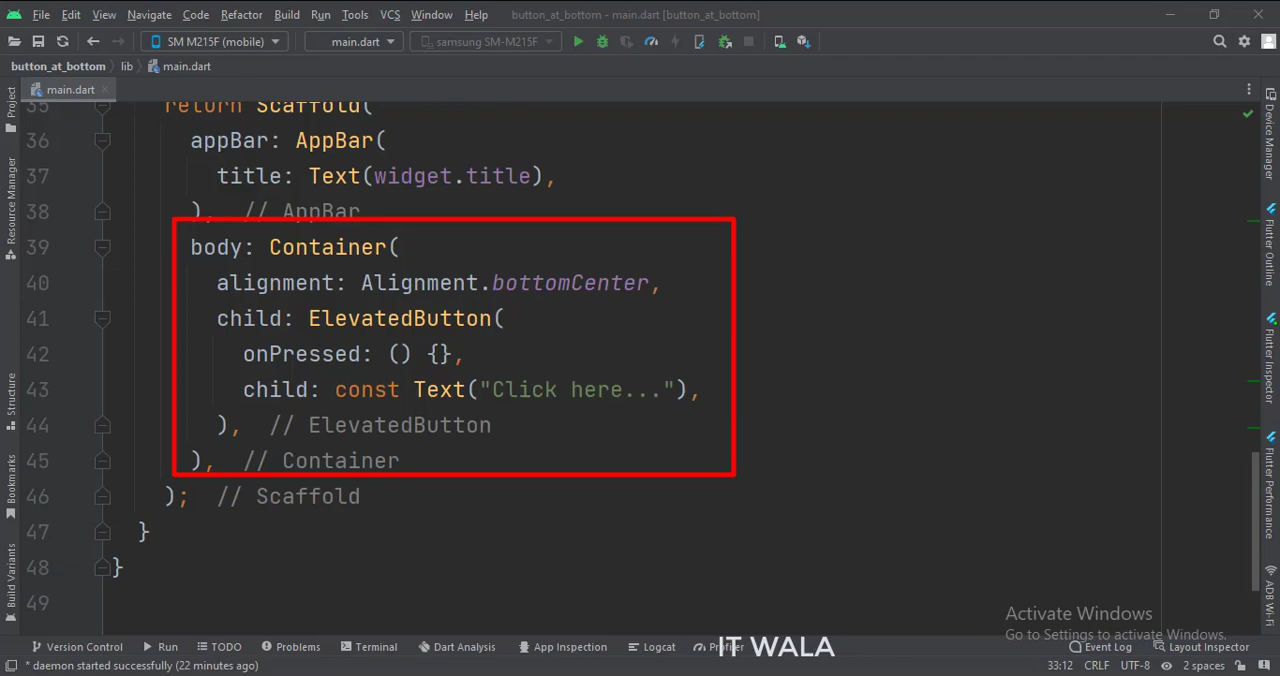 File Edit View Navigate Code Refactor Build Run Tools VCS Window Help button_at_bottom - main.dart [button_at_bottom]
SM M215F (mobile) main.dart samsung SM-M215F
button_at_bottom lib main.dart
main.dart
35 return Scaffold(
36 appBar: AppBar(
37 title: Text(widget.title),
38 ), // AppBar
39 body: Container(
40 alignment: Alignment.bottomCenter,
41 child: ElevatedButton(
42 onPressed: () {},
43 child: const Text("Click here..."),
44 ), // ElevatedButton
45 ), // Container
46 ); // Scaffold
47 }
48 }
49
Project
Resource Manager
Structure
Bookmarks
Build Variants
Device Manager
Flutter Outline
Flutter Inspector
Flutter Performance
ADB Wi-Fi
Activate Windows
Go to Settings to activate Windows.
Version Control Run TODO Problems Terminal Dart Analysis App Inspection Logcat Profiler Event Log Layout Inspector
IT WALA
* daemon started successfully (22 minutes ago) 33:12 CRLF UTF-8 2 spaces